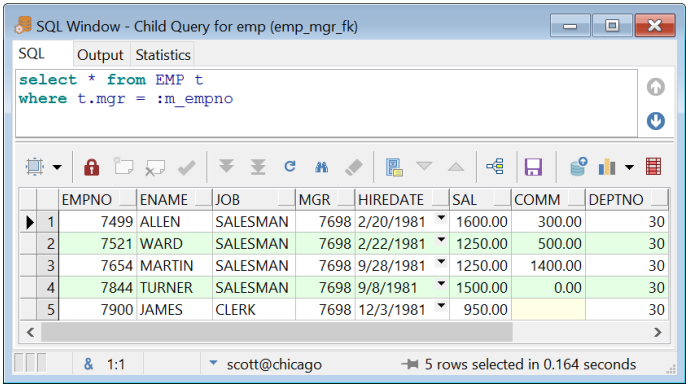 SQL Window - Child Query for emp (emp_mgr_fk)
SQL Output Statistics
select * from EMP t
where t.mgr = :m_empno
EMPNO ENAME JOB MGR HIREDATE SAL COMM DEPTNO
1 7499 ALLEN SALESMAN 7698 2/20/1981 1600.00 300.00 30
2 7521 WARD SALESMAN 7698 2/22/1981 1250.00 500.00 30
3 7654 MARTIN SALESMAN 7698 9/28/1981 1250.00 1400.00 30
4 7844 TURNER SALESMAN 7698 9/8/1981 1500.00 0.00 30
5 7900 JAMES CLERK 7698 12/3/1981 950.00 30
& 1:1 scott@chicago 5 rows selected in 0.164 seconds